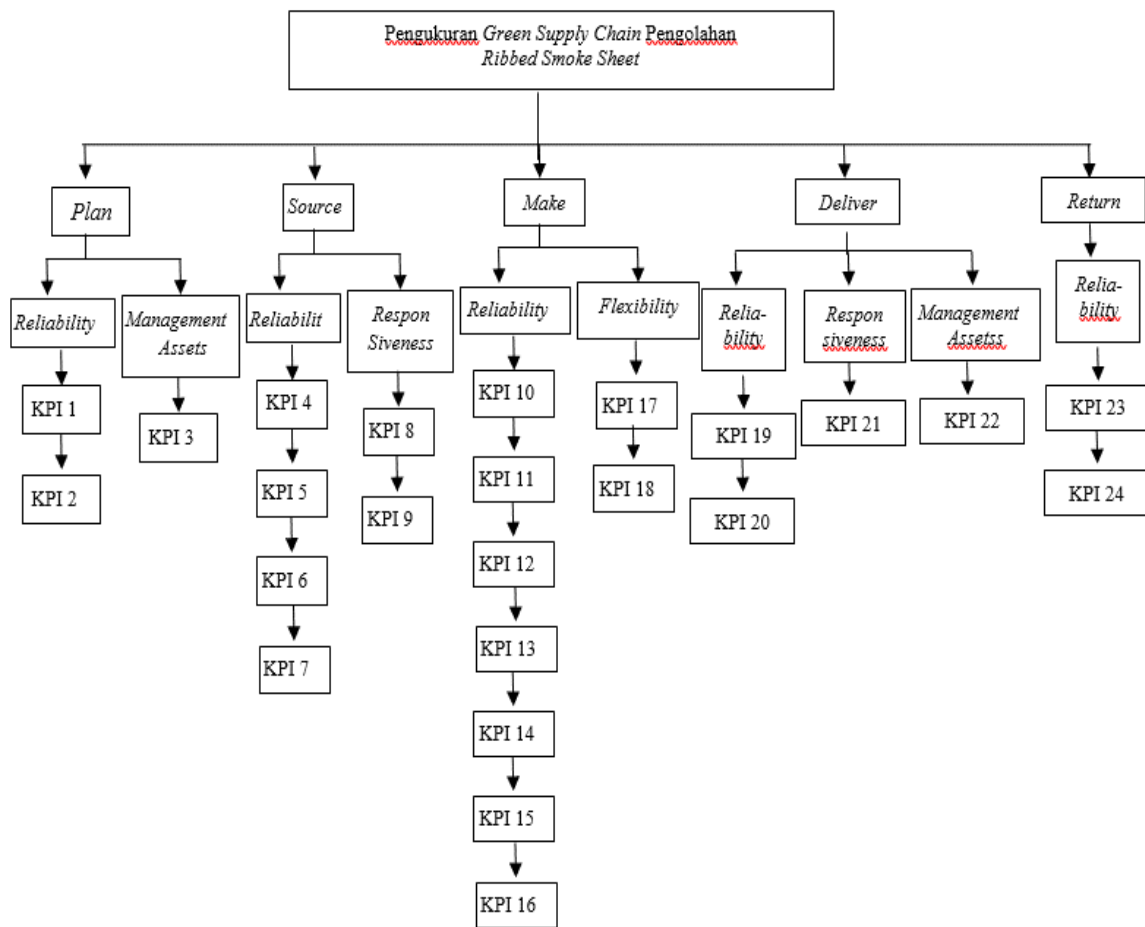 Pengukuran Green Supply Chain Pengolahan
Ribbed Smoke Sheet
Plan
Source
Make
Deliver
Return
Reliability
Management
Assets
Reliabilit
Respon
Siveness
Reliability
Flexibility
Relia-
bility
Respon
siveness
Management
Assetss
Relia-
bility
KPI 1
KPI 2
KPI 3
KPI 4
KPI 5
KPI 6
KPI 7
KPI 8
KPI 9
KPI 10
KPI 11
KPI 12
KPI 13
KPI 14
KPI 15
KPI 16
KPI 17
KPI 18
KPI 19
KPI 20
KPI 21
KPI 22
KPI 23
KPI 24